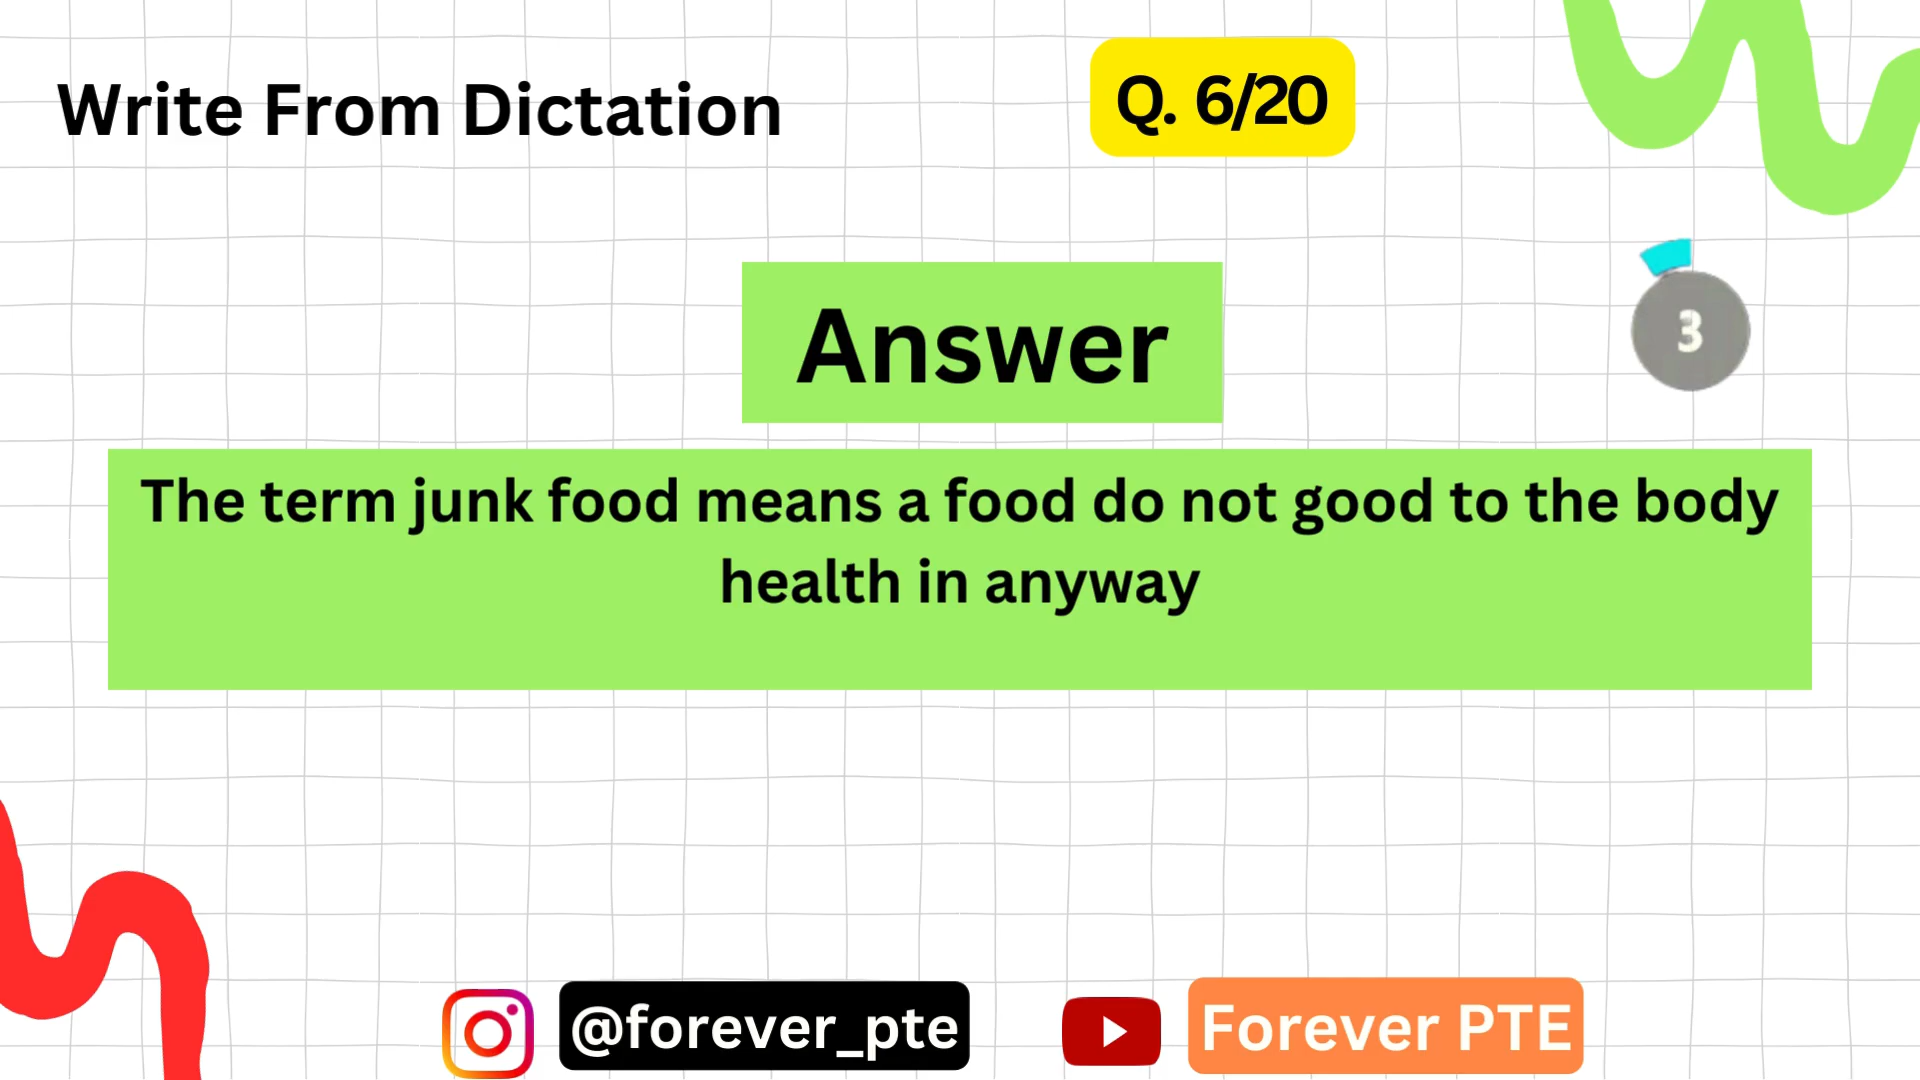 Write From Dictation
Q. 6/20
Answer
3
The term junk food means a food do not good to the body
health in anyway
@forever_pte
Forever PTE